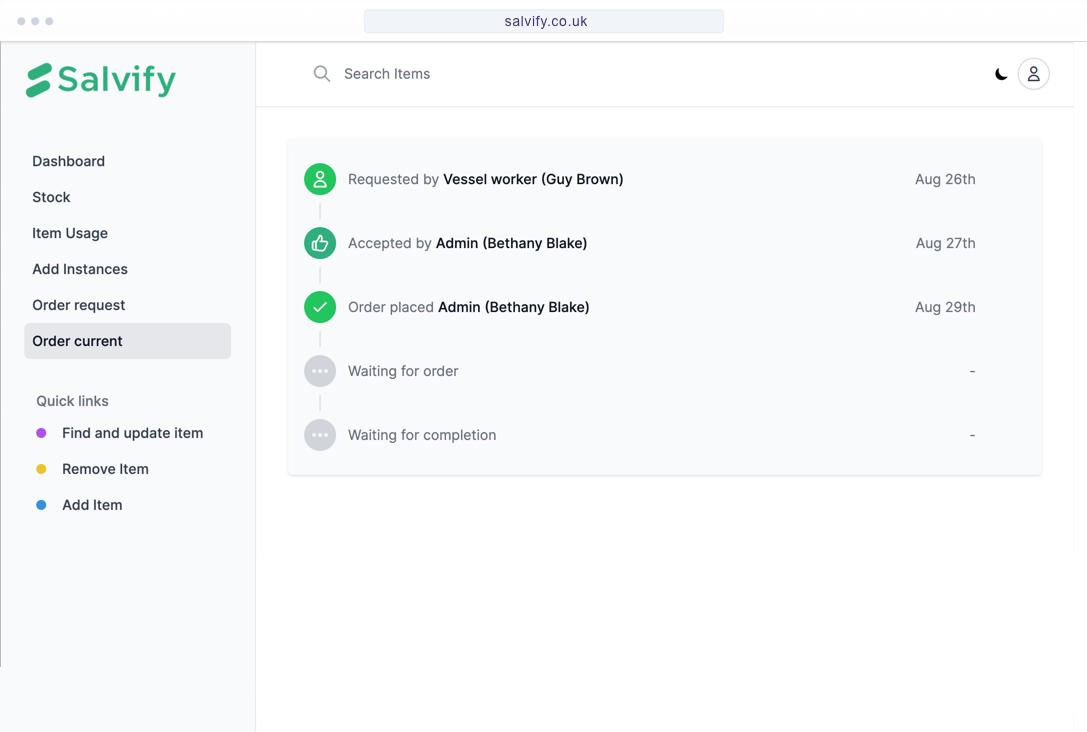 salvify.co.uk
Salvify
Search Items
Dashboard
Stock
Item Usage
Add Instances
Order request
Order current
Quick links
Find and update item
Remove Item
Add Item
Requested by Vessel worker (Guy Brown) Aug 26th
Accepted by Admin (Bethany Blake) Aug 27th
Order placed Admin (Bethany Blake) Aug 29th
Waiting for order -
Waiting for completion -